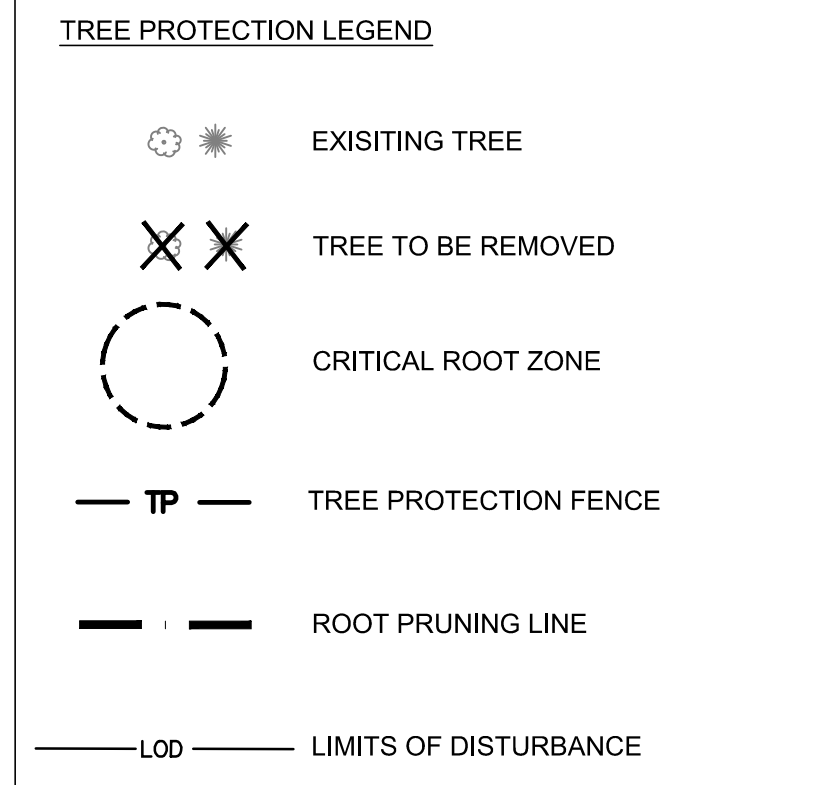 TREE PROTECTION LEGEND
EXISITING TREE
TREE TO BE REMOVED
CRITICAL ROOT ZONE
TP TREE PROTECTION FENCE
ROOT PRUNING LINE
LOD LIMITS OF DISTURBANCE